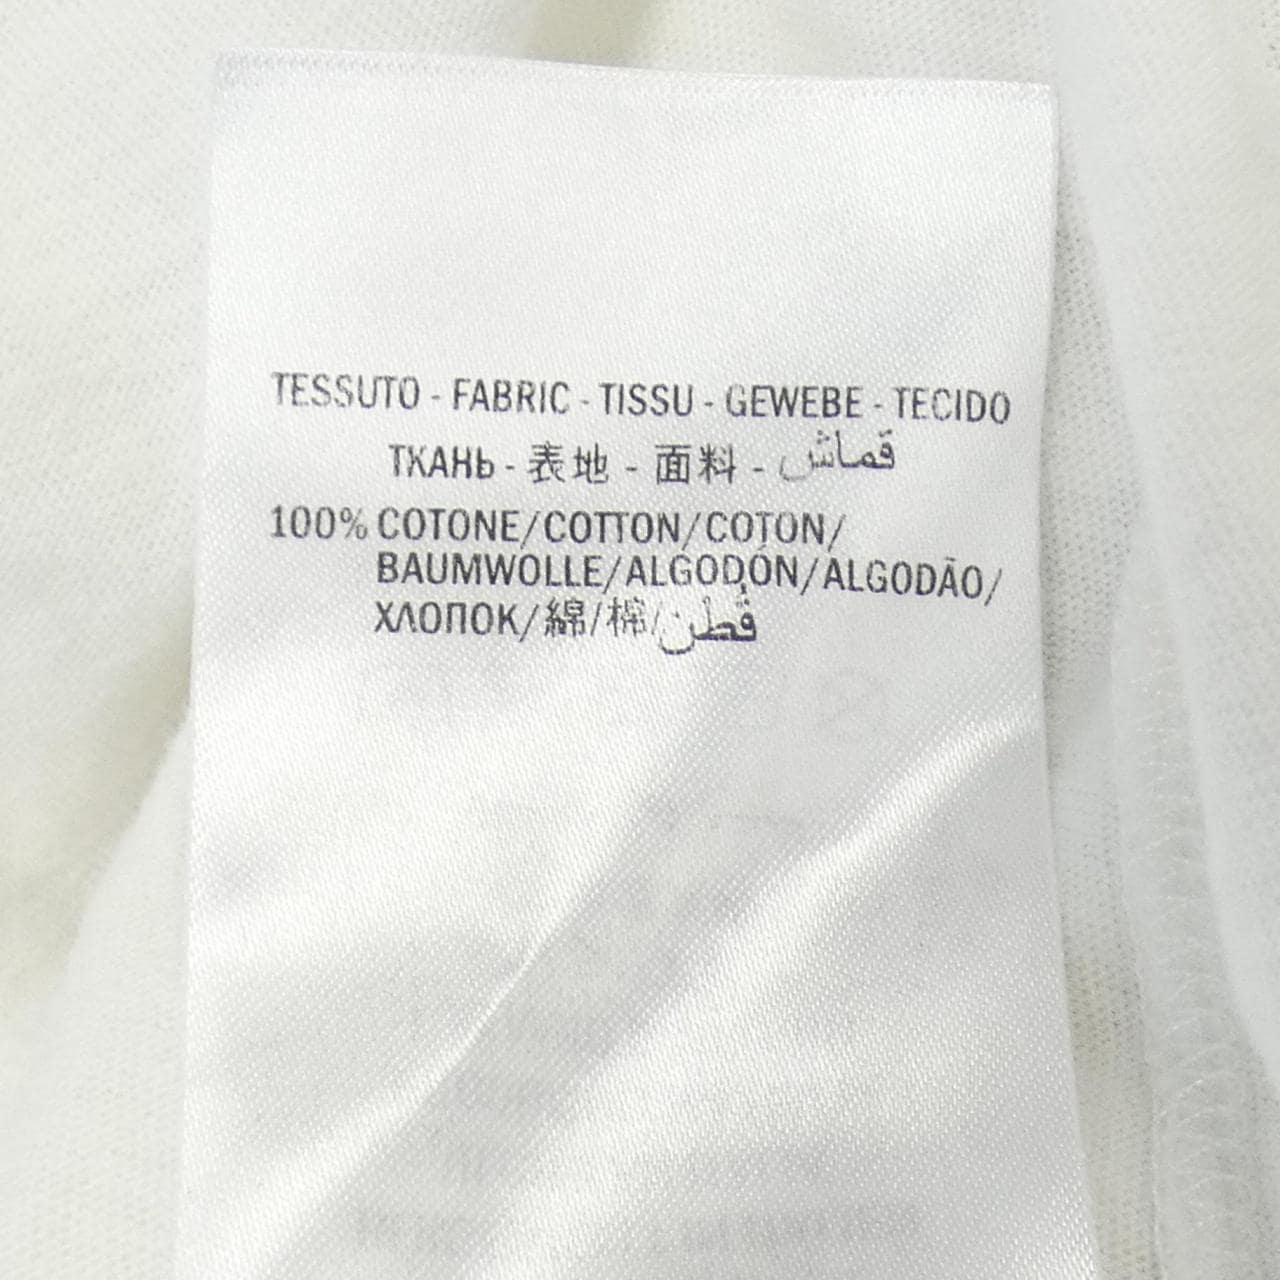 TESSUTO - FABRIC - TISSU - GEWEBE - TECIDO
ТКАНЬ - 表地 - 面料 - قماش
100% COTONE/COTTON/COTON/
BAUMWOLLE/ALGODÓN/ALGODÃO/
ХЛОПОК/綿/棉/قُطن